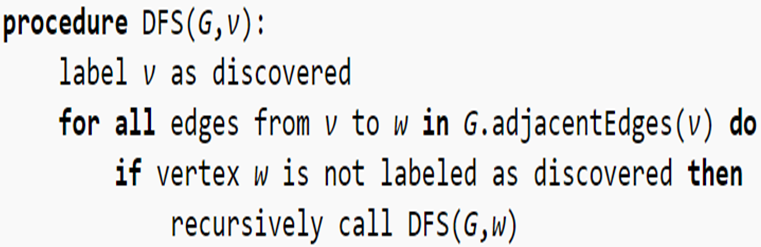 procedure DFS(G,v):
label v as discovered
for all edges from v to w in G.adjacentEdges(v) do
if vertex w is not labeled as discovered then
recursively call DFS(G,w)